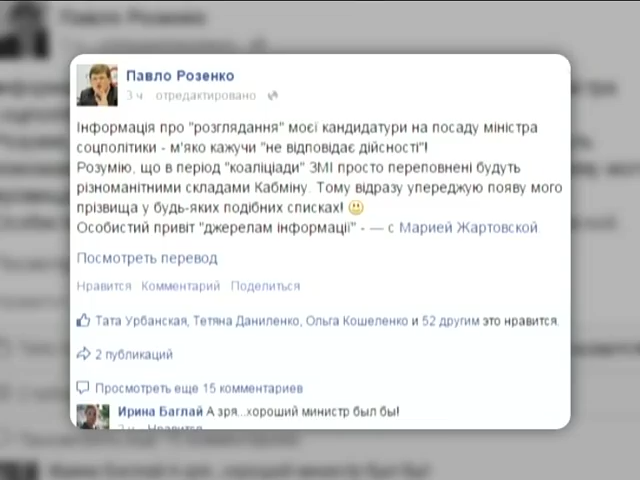 Павло Розенко
3 ч отредактировано
Інформація про "розглядання" моєї кандидатури на посаду міністра
соцполітики - м'яко кажучи "не відповідає дійсності"!
Розумію, що в період "коаліціади" ЗМІ просто переповнені будуть
різноманітними складами Кабміну. Тому відразу упереджую появу мого
прізвища у будь-яких подібних списках!
Особистий привіт "джерелам інформації" - — с Марией Жартовской
Посмотреть перевод
Нравится Комментарий Поделиться
Тата Урбанская, Тетяна Даниленко, Ольга Кошеленко и 52 другим это нравится.
2 публикаций
Просмотреть еще 15 комментариев
Ирина Баглай А зря...хороший министр был бы!